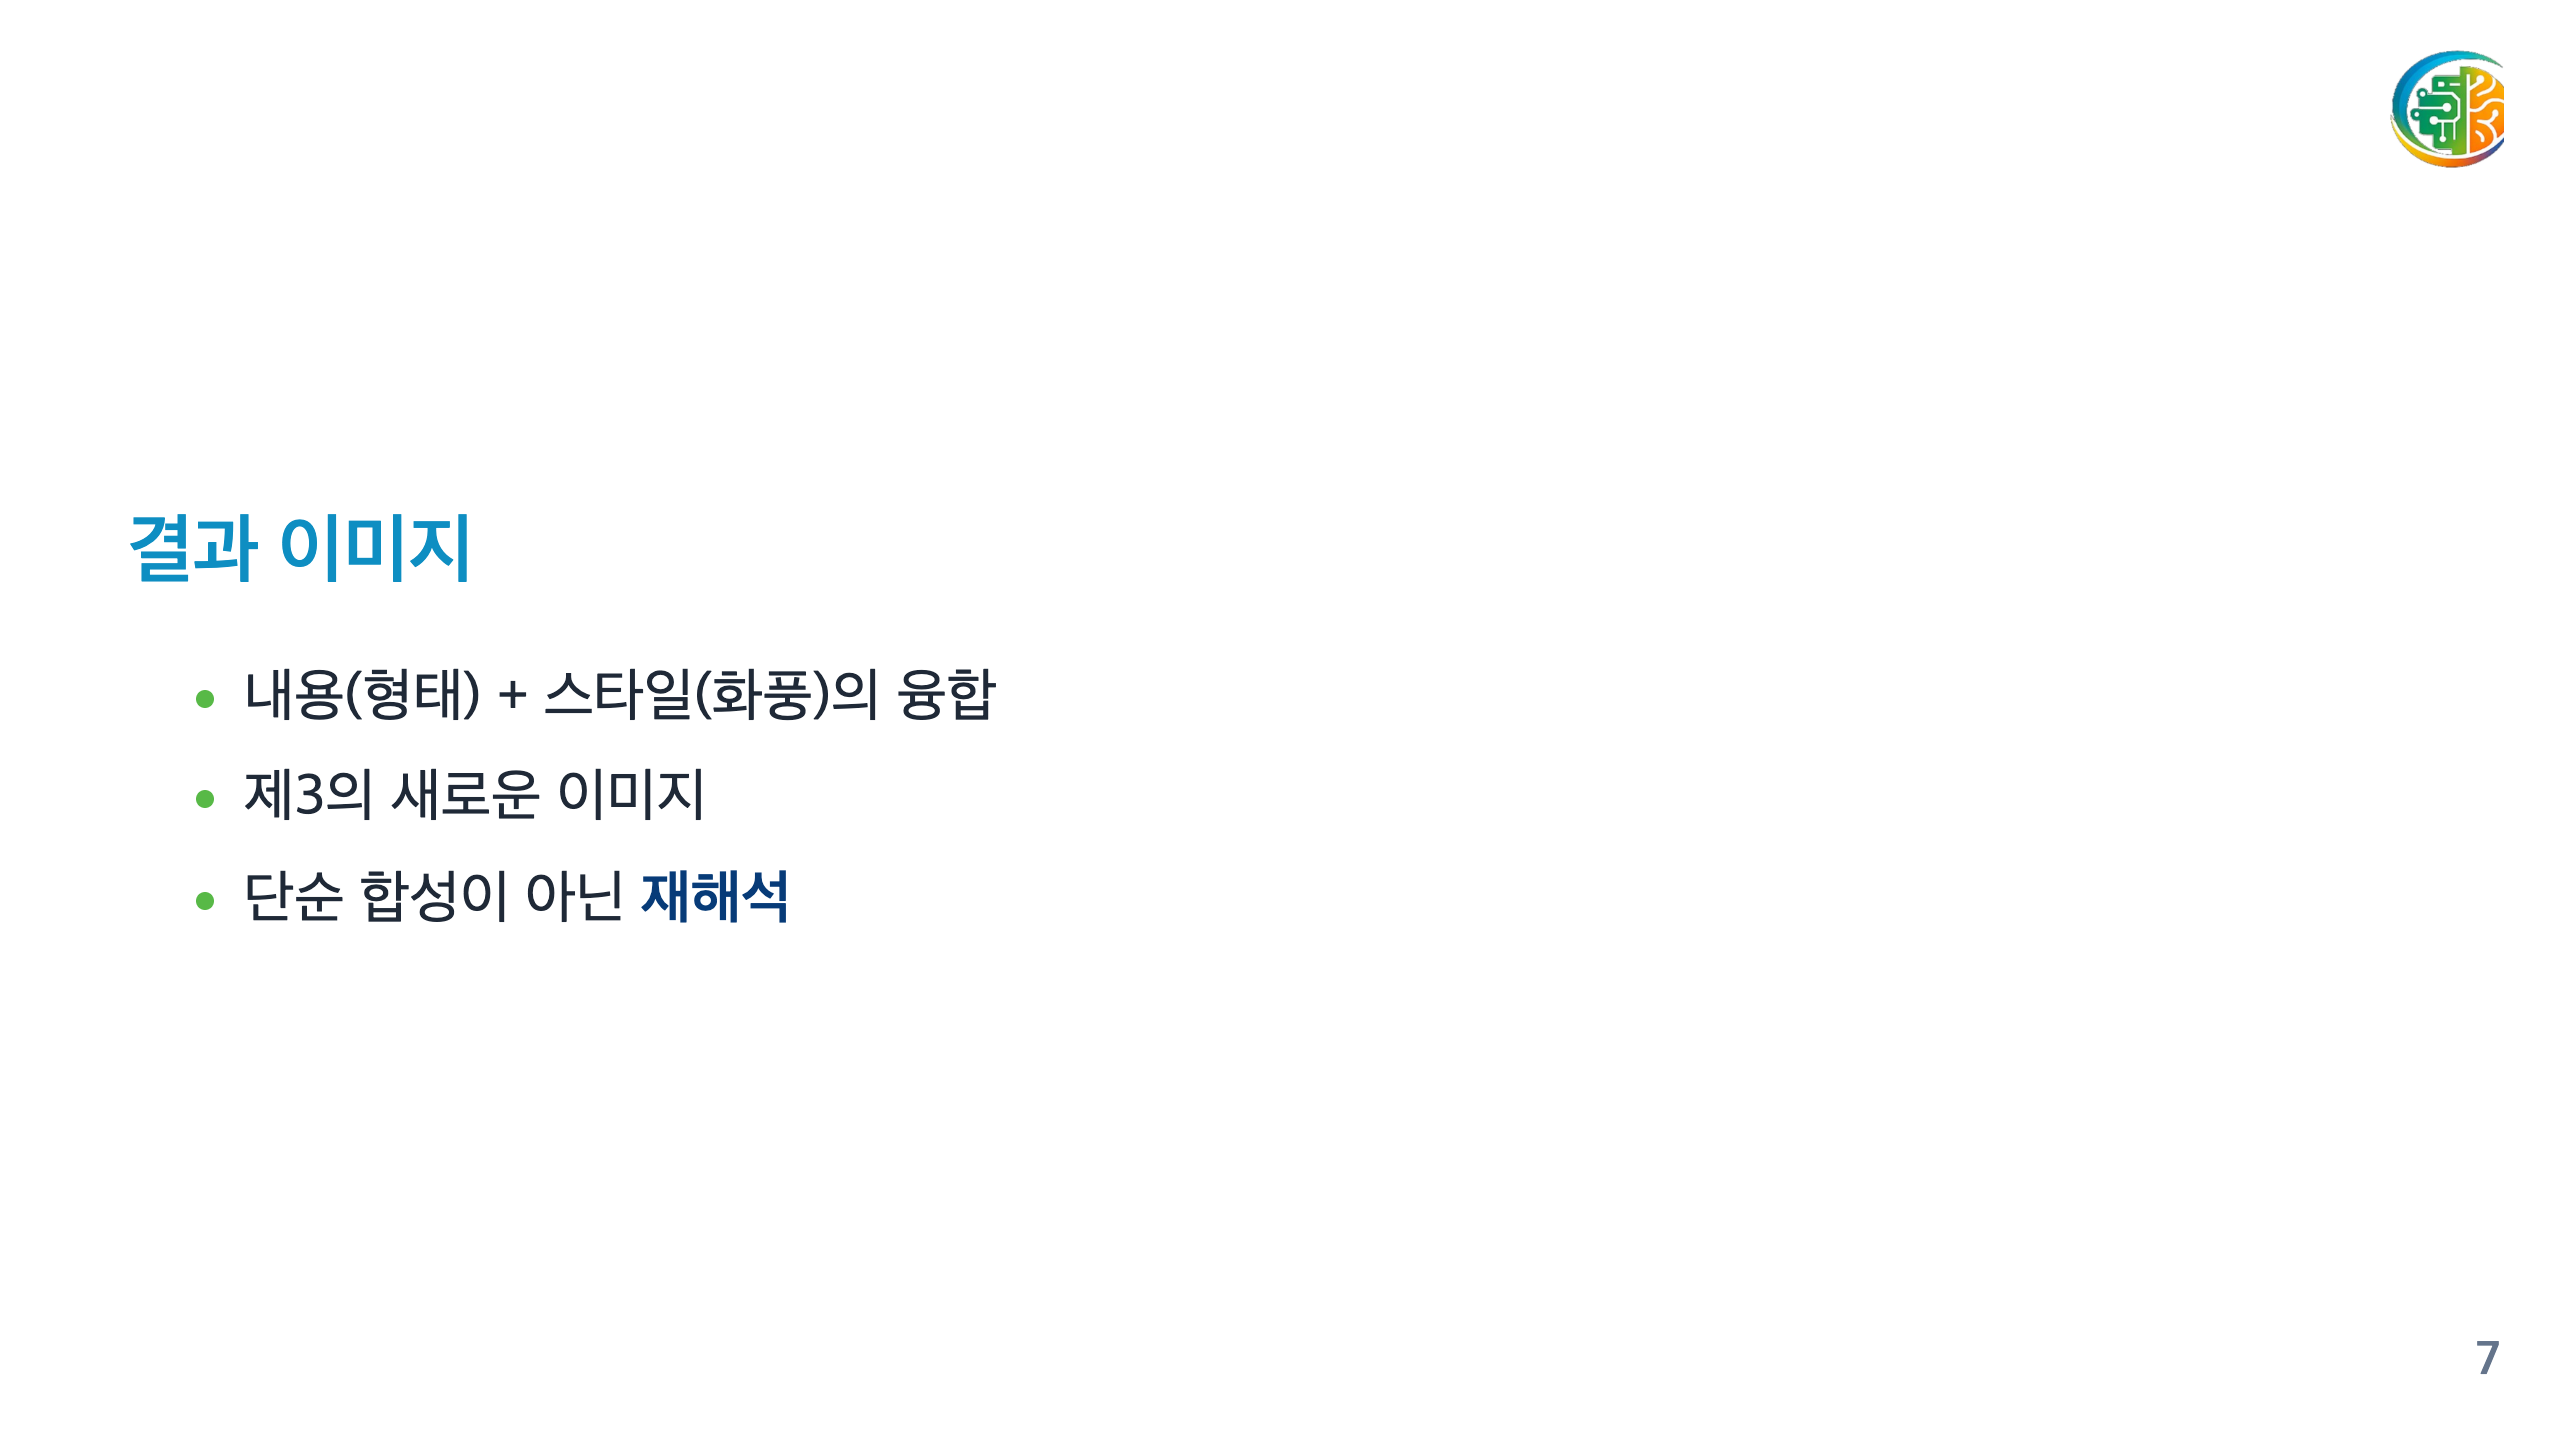 결과 이미지
• 내용(형태) + 스타일(화풍)의 융합
• 제3의 새로운 이미지
• 단순 합성이 아닌 재해석
7